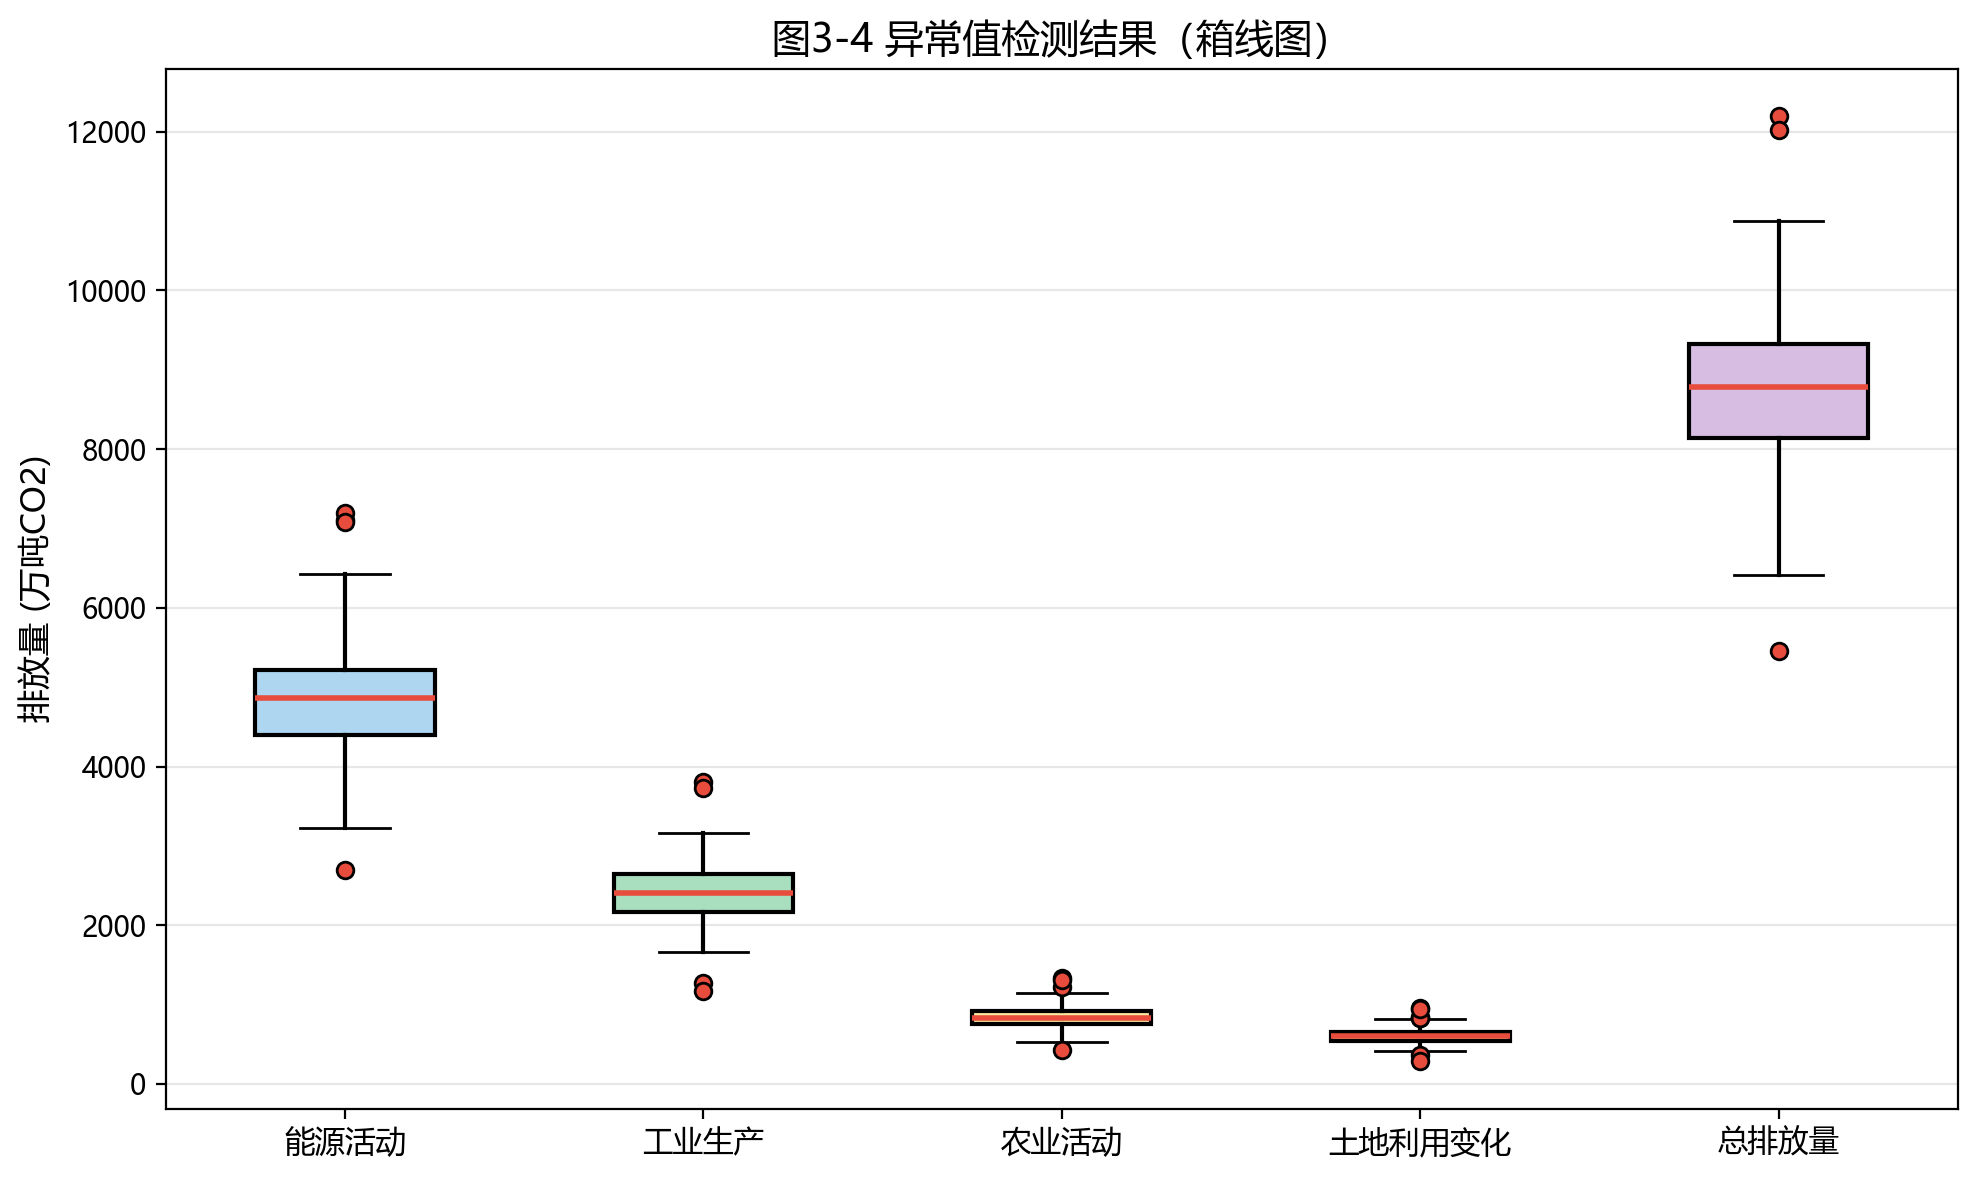 图3-4 异常值检测结果（箱线图）
排放量 (万吨CO2)
12000
10000
8000
6000
4000
2000
0
能源活动
工业生产
农业活动
土地利用变化
总排放量